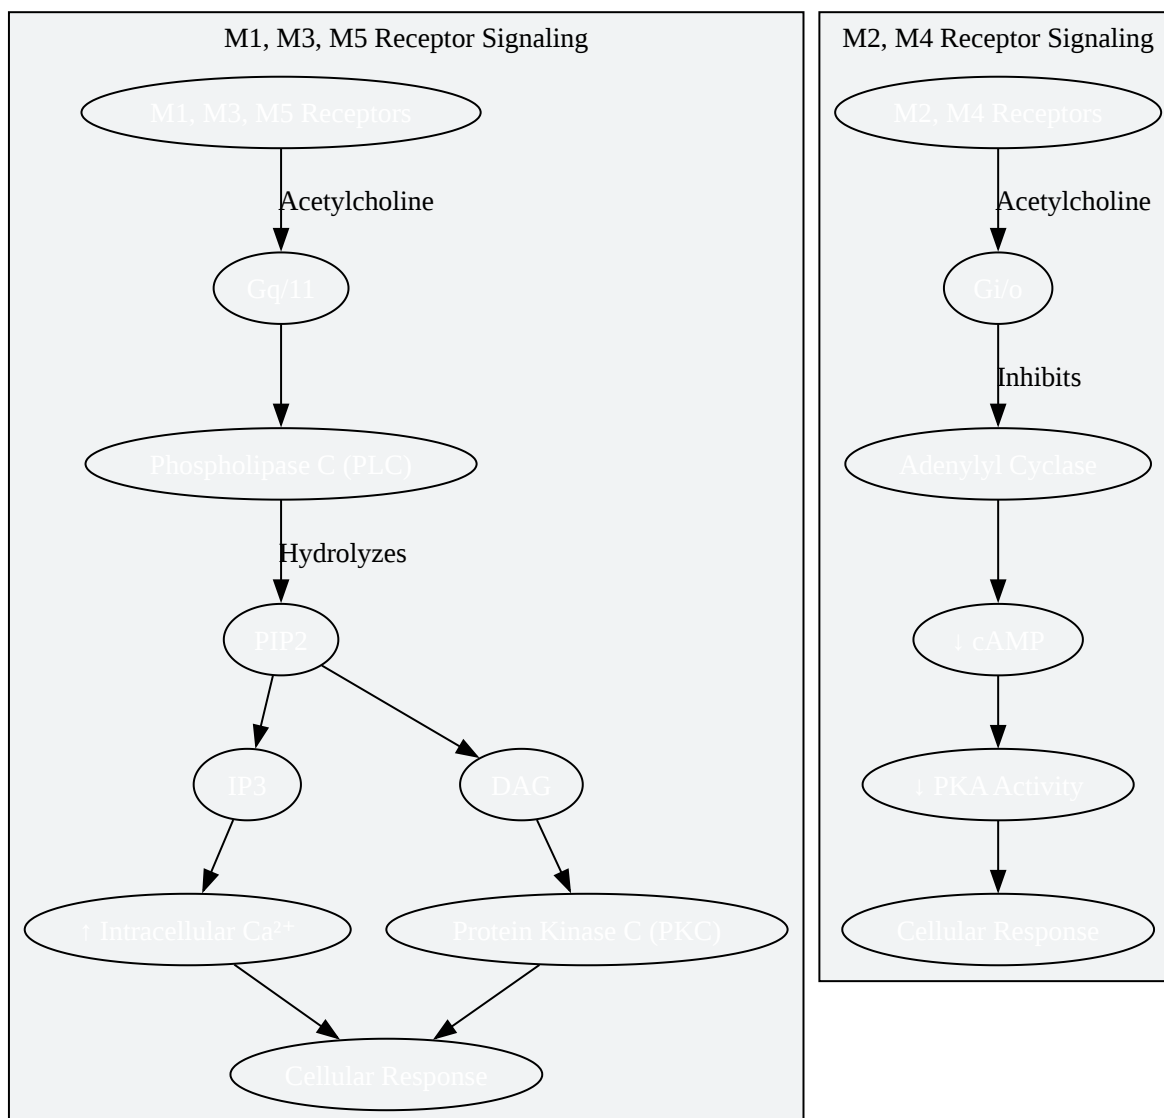 M1, M3, M5 Receptor Signaling
M1, M3, M5 Receptors
Acetylcholine
Gq/11
Phospholipase C (PLC)
Hydrolyzes
PIP2
IP3
DAG
↑ Intracellular Ca²⁺
Protein Kinase C (PKC)
Cellular Response
M2, M4 Receptor Signaling
M2, M4 Receptors
Acetylcholine
Gi/o
Inhibits
Adenylyl Cyclase
↓ cAMP
↓ PKA Activity
Cellular Response